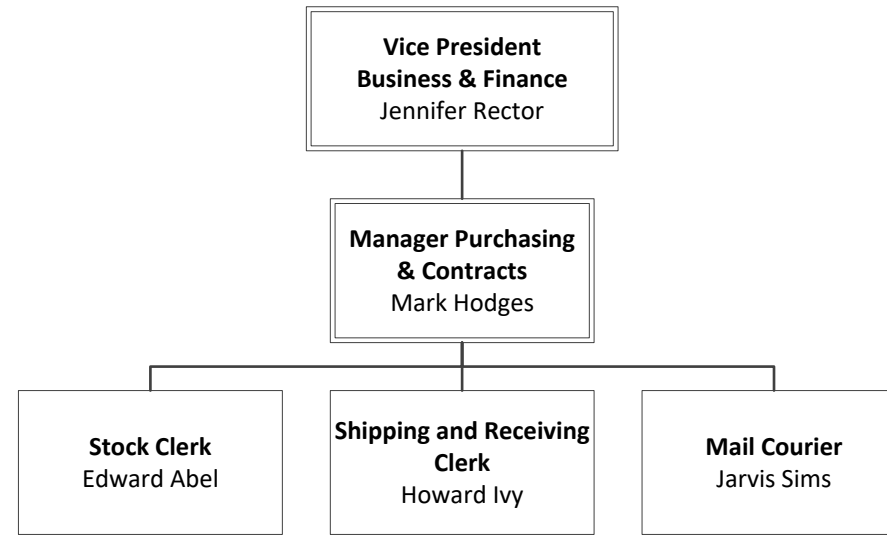 Vice President
Business & Finance
Jennifer Rector
Manager Purchasing
& Contracts
Mark Hodges
Stock Clerk
Edward Abel
Shipping and Receiving
Clerk
Howard Ivy
Mail Courier
Jarvis Sims